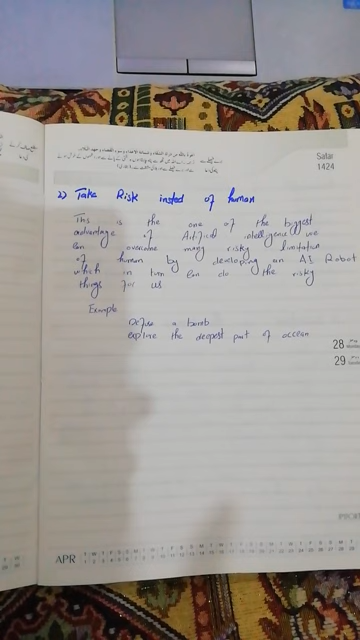 Safar
1424
2) Take Risk insted of human
This is the one of the biggest
advantage of Artificial intelligence we
can overcome many risky limitation
of human by developing an AI Robot
which in turn can do the risky
things for us
Example
Defuse a bomb
explore the deepest part of ocean
28
29
APR